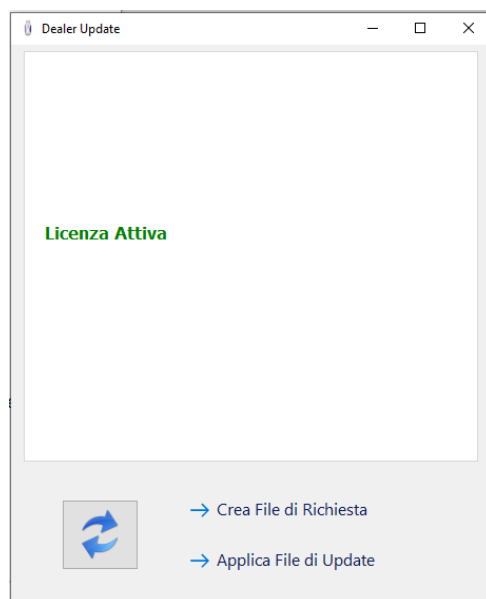 Dealer Update
Licenza Attiva
Crea File di Richiesta
Applica File di Update